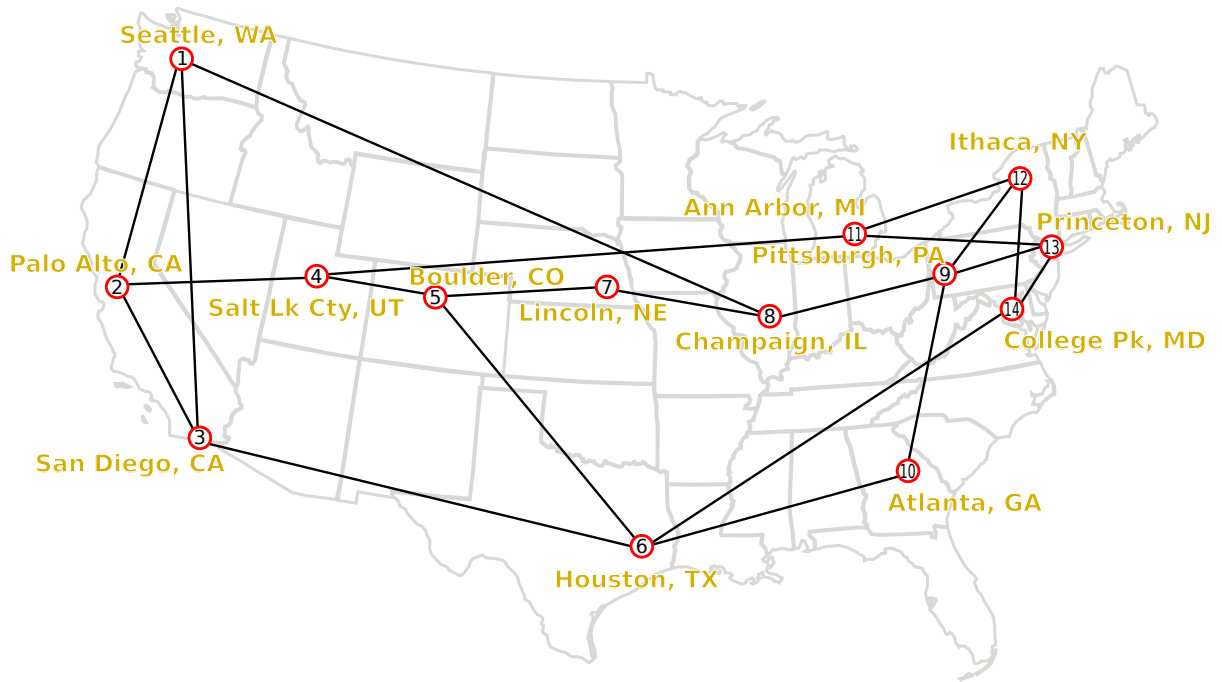 Seattle, WA
1
Ithaca, NY
12
Ann Arbor, MI
Princeton, NJ
11
13
Pittsburgh, PA
Palo Alto, CA
9
4
Boulder, CO
2
7
5
Salt Lk Cty, UT
Lincoln, NE
8
14
Champaign, IL
College Pk, MD
3
San Diego, CA
10
Atlanta, GA
6
Houston, TX